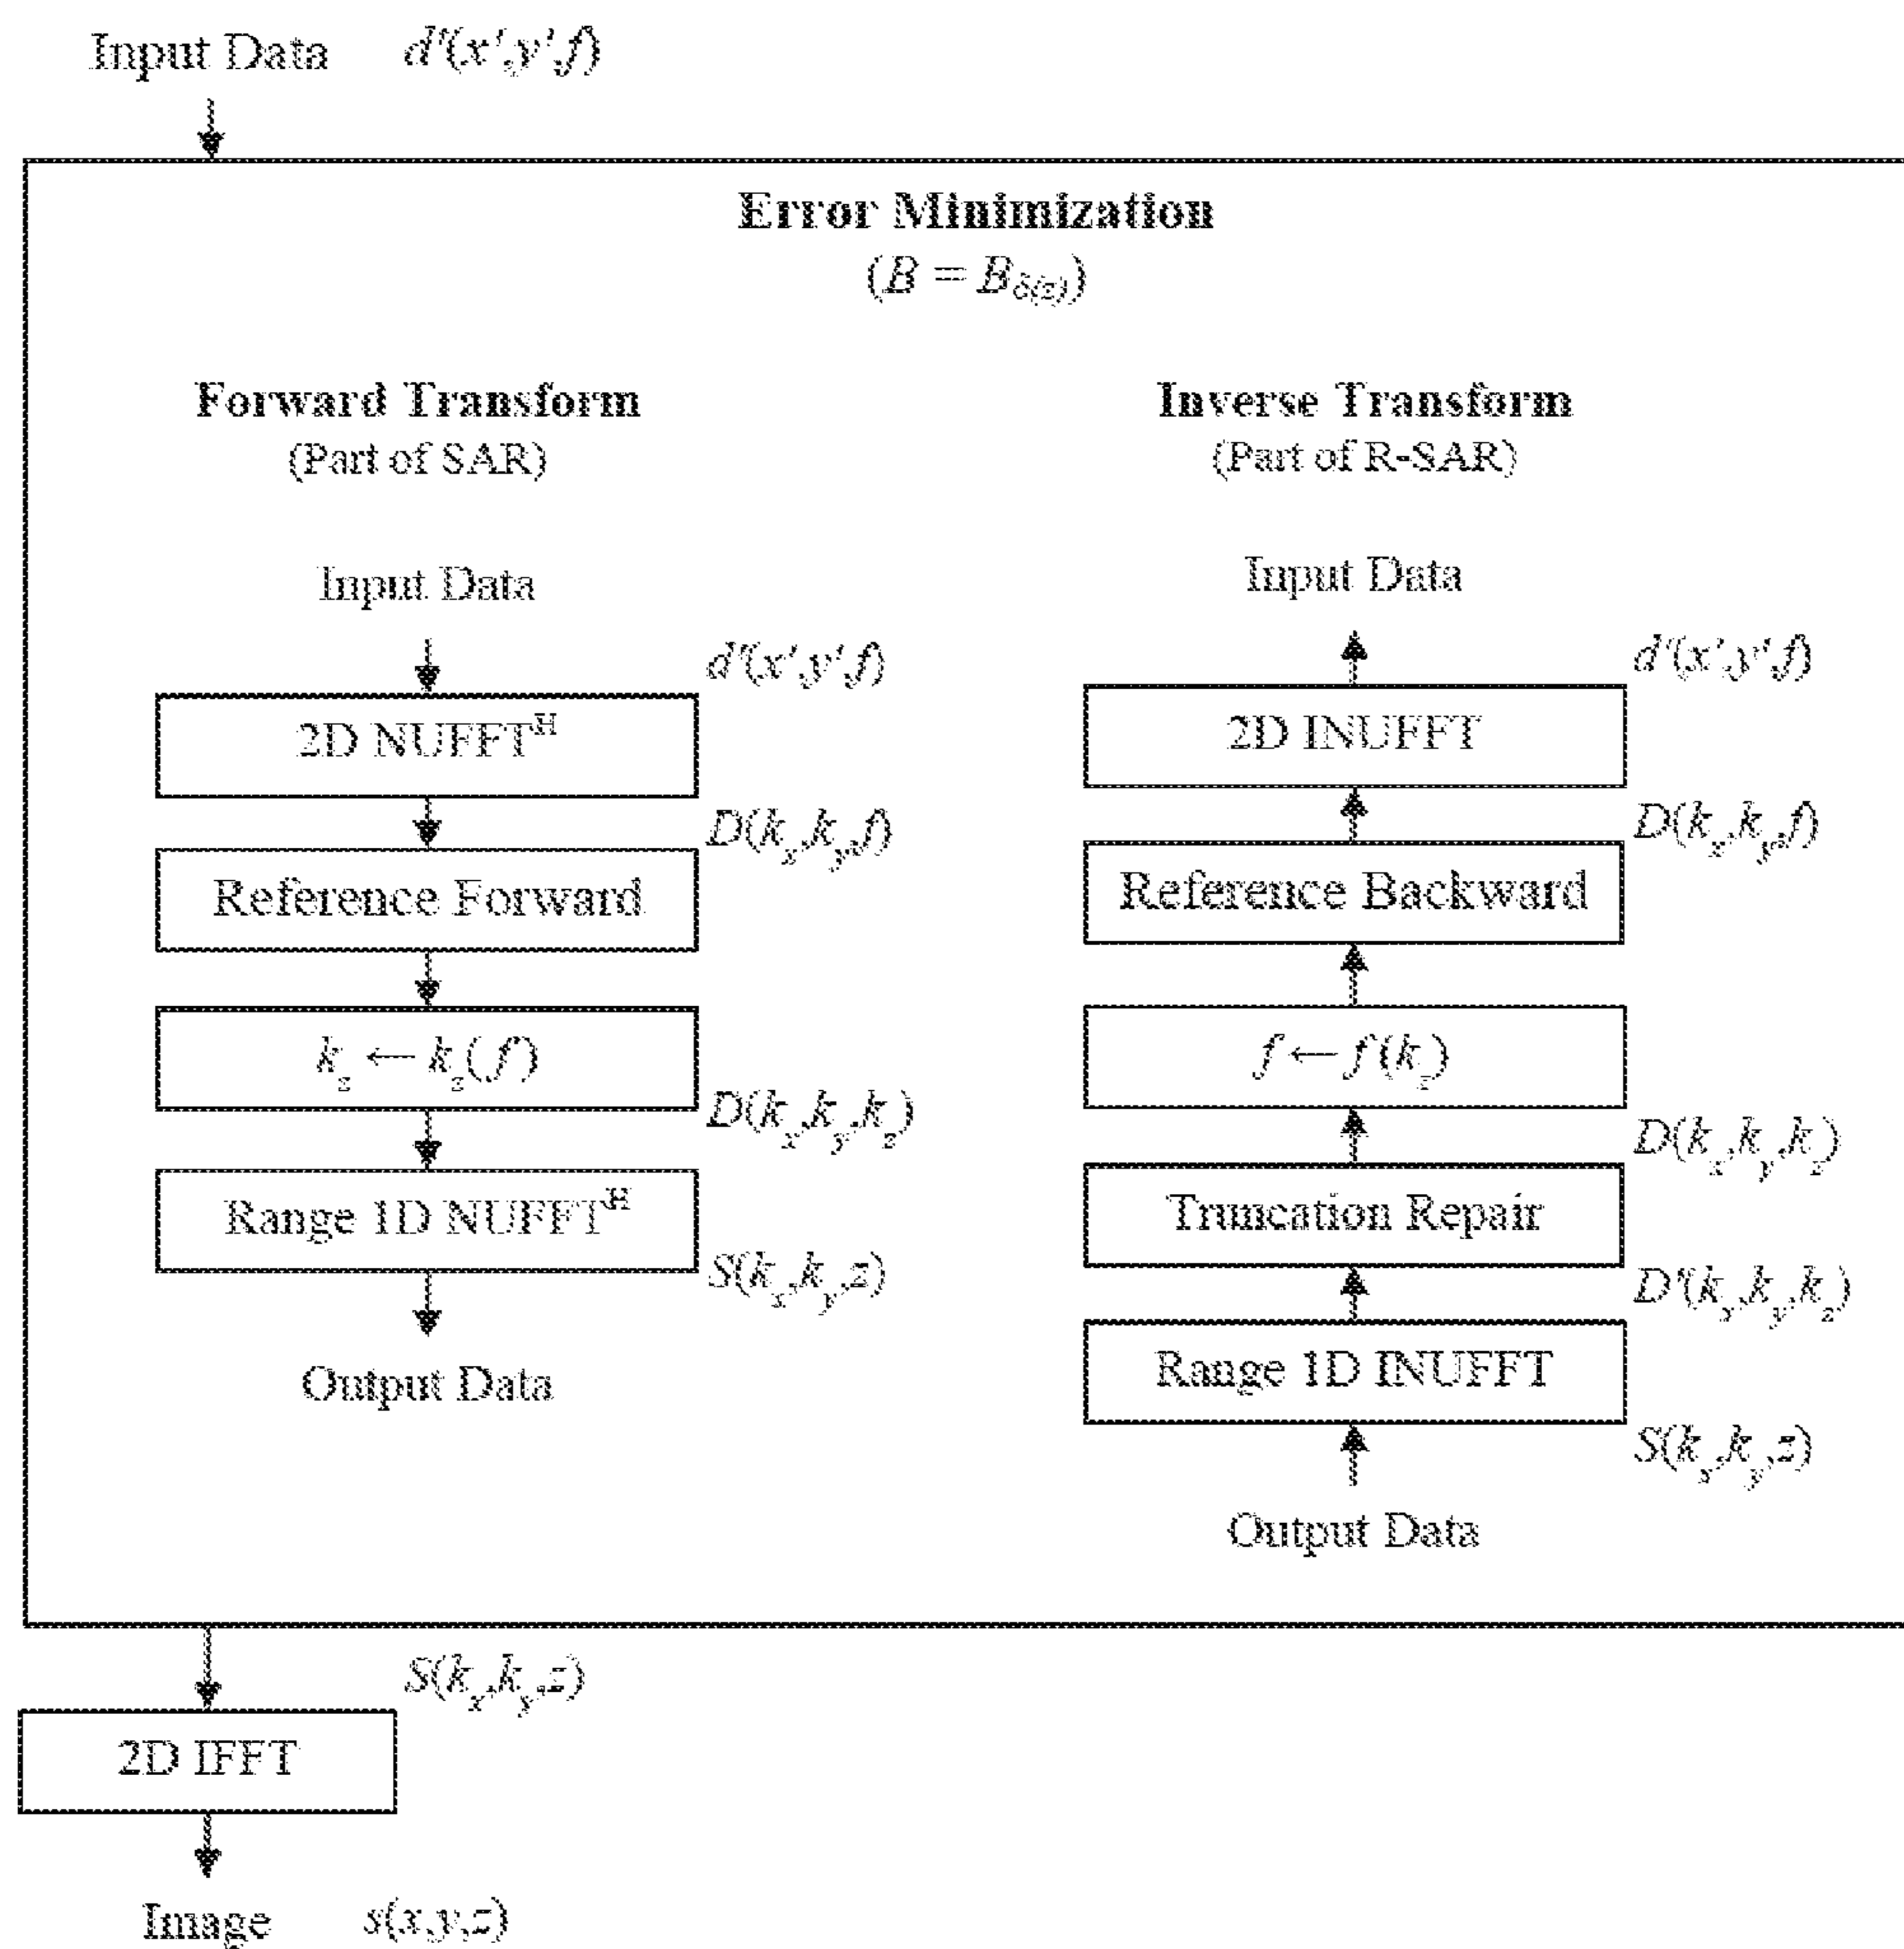 Input Data d'(x',y',f)
Error Minimization
(B = B_δ(z))
Forward Transform
(Part of SAR)
Input Data
d'(x',y',f)
2D NUFFT^H
D(k_x,k_y,f)
Reference Forward
k_z ← k_z(f)
D(k_x,k_y,k_z)
Range 1D NUFFT^H
S(k_x,k_y,z)
Output Data
Inverse Transform
(Part of R-SAR)
Input Data
d'(x',y',f)
2D INUFFT
D(k_x,k_y,f)
Reference Backward
f ← f(k_z)
D(k_x,k_y,k_z)
Truncation Repair
D'(k_x,k_y,k_z)
Range 1D INUFFT
S(k_x,k_y,z)
Output Data
S(k_x,k_y,z)
2D IFFT
Image s(x,y,z)